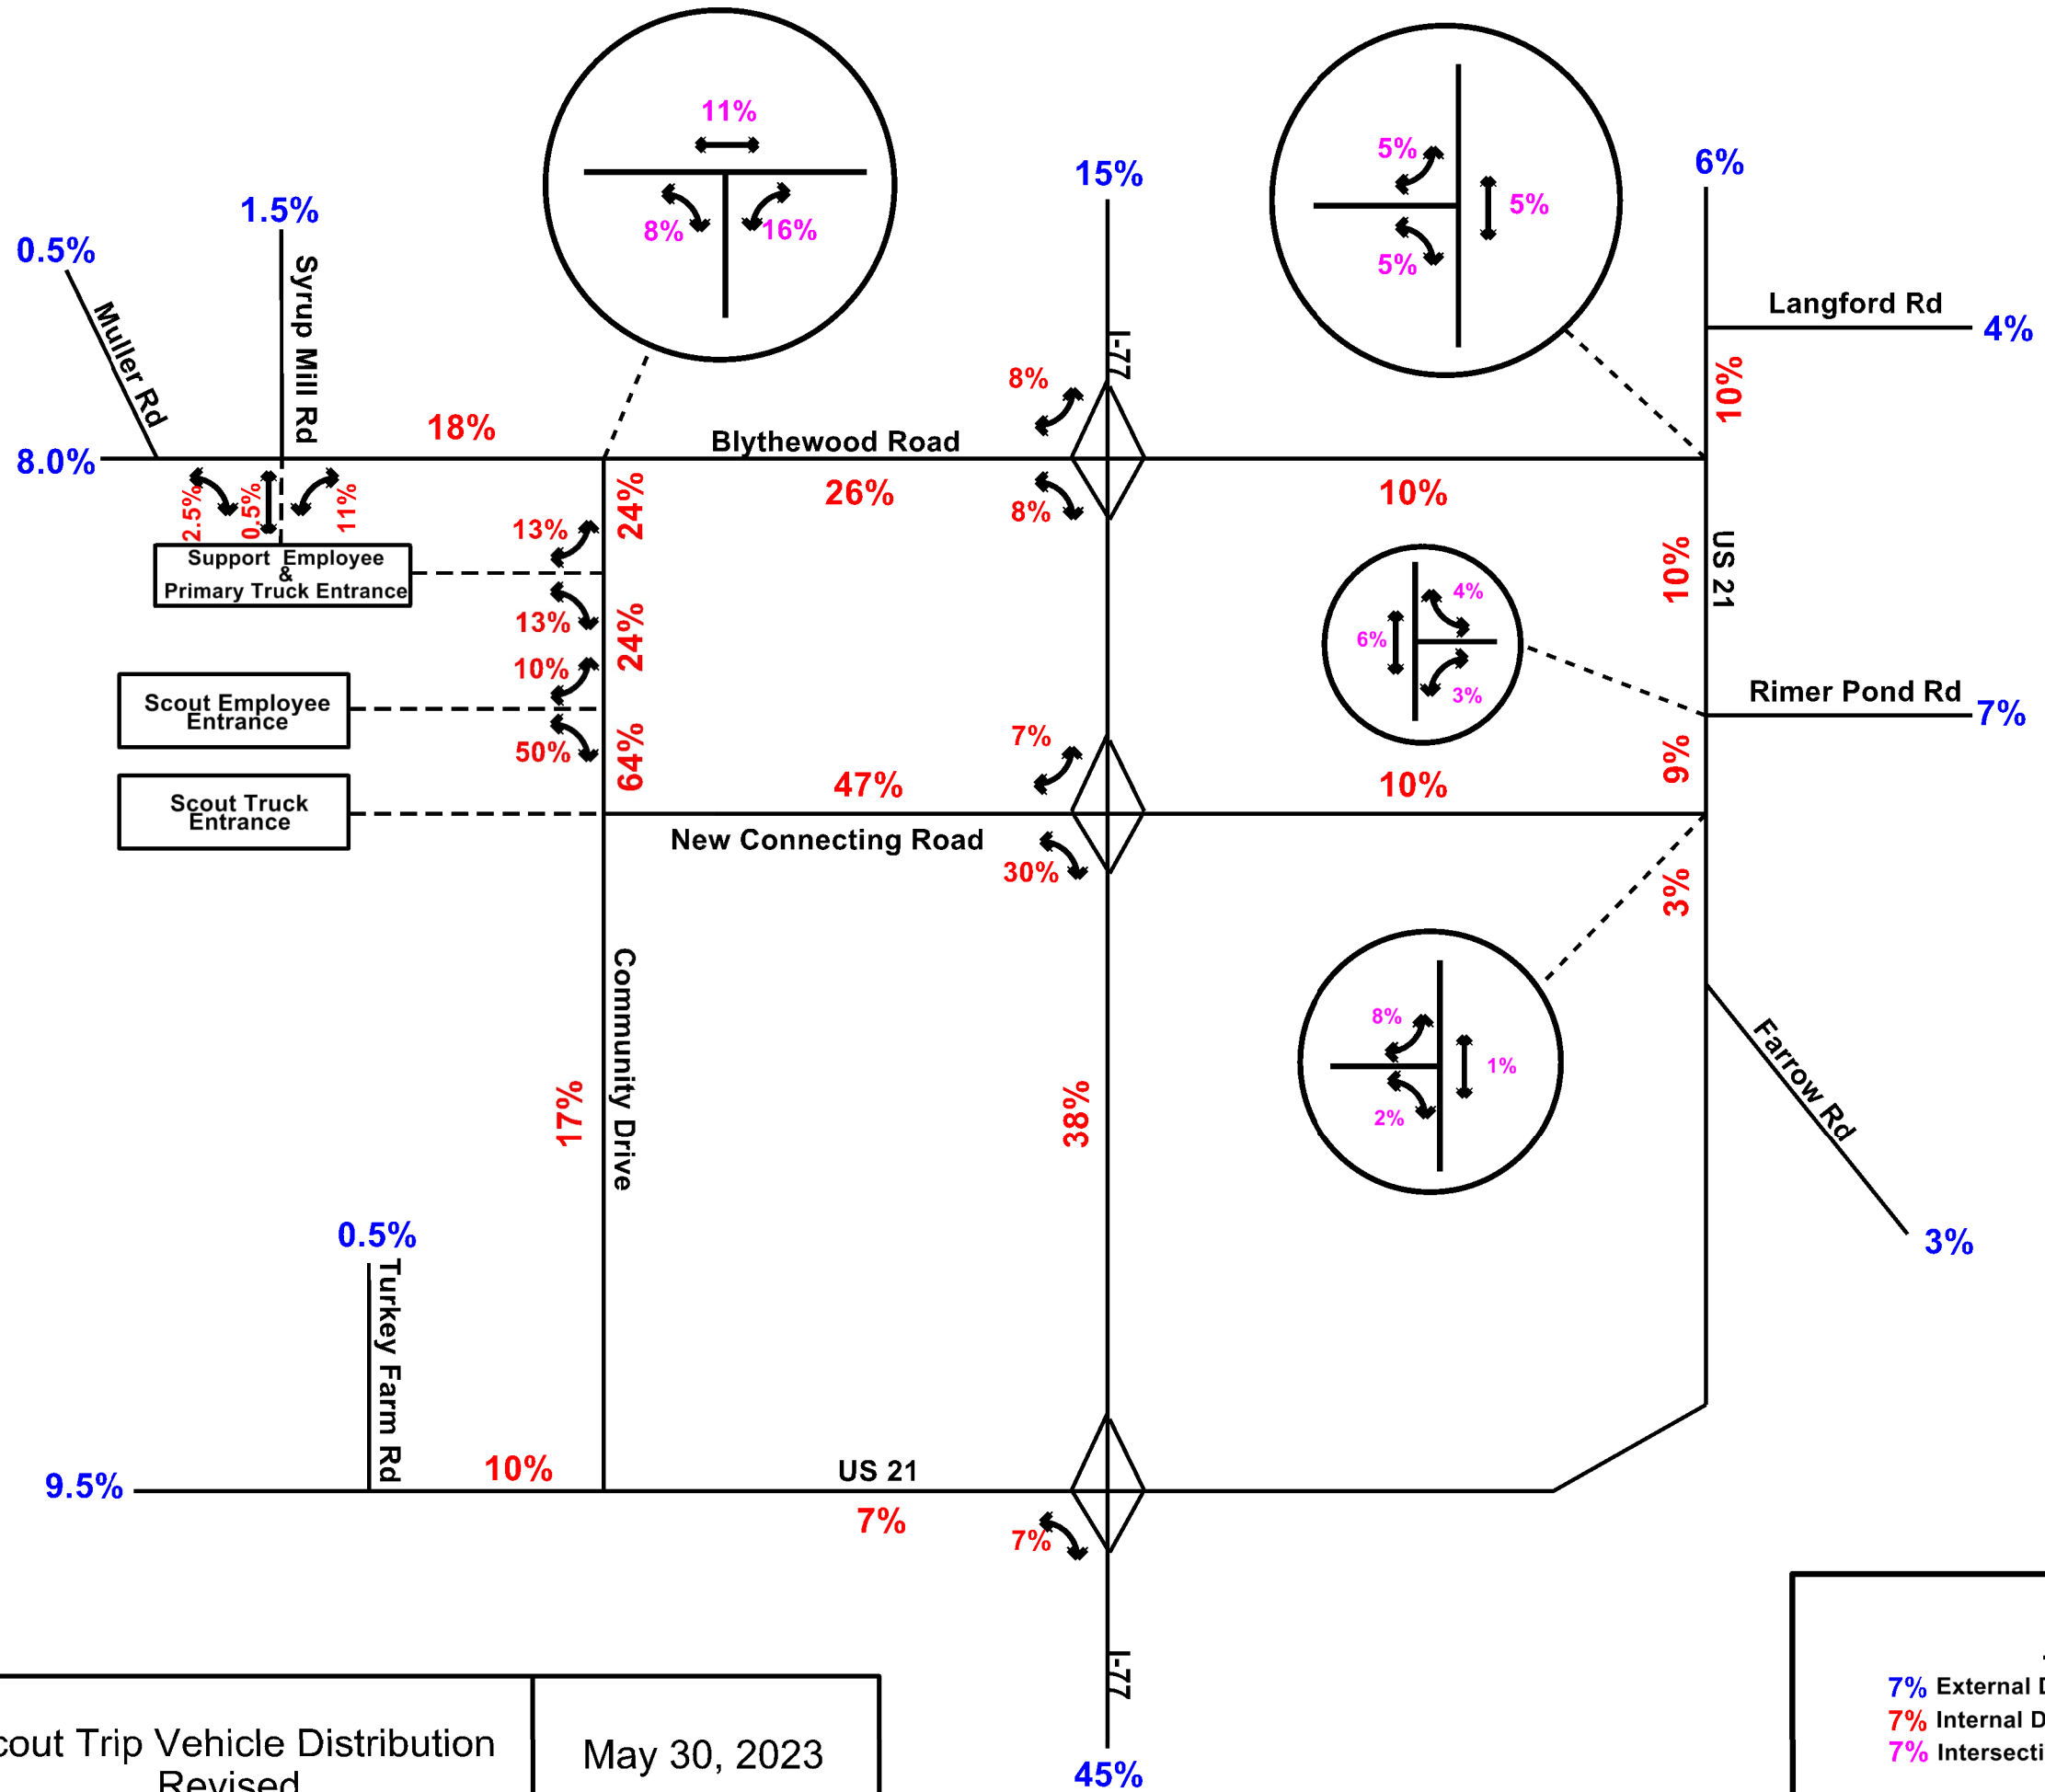 11%
8%
16%
15%
5%
5%
5%
6%
1.5%
0.5%
Muller Rd
Syrup Mill Rd
I-77
Langford Rd
4%
10%
8%
18%
Blythewood Road
8.0%
26%
10%
8%
2.5%
0.5%
11%
24%
13%
Support Employee
&
Primary Truck Entrance
13%
24%
10%
US 21
10%
4%
6%
3%
Scout Employee
Entrance
10%
50%
64%
7%
Rimer Pond Rd
7%
9%
47%
10%
Scout Truck
Entrance
New Connecting Road
30%
3%
Community Drive
17%
38%
8%
1%
2%
Farrow Rd
3%
0.5%
Turkey Farm Rd
10%
US 21
9.5%
7%
7%
I-77
45%
cout Trip Vehicle Distribution
Revised
May 30, 2023
7% External D
7% Internal D
7% Intersecti